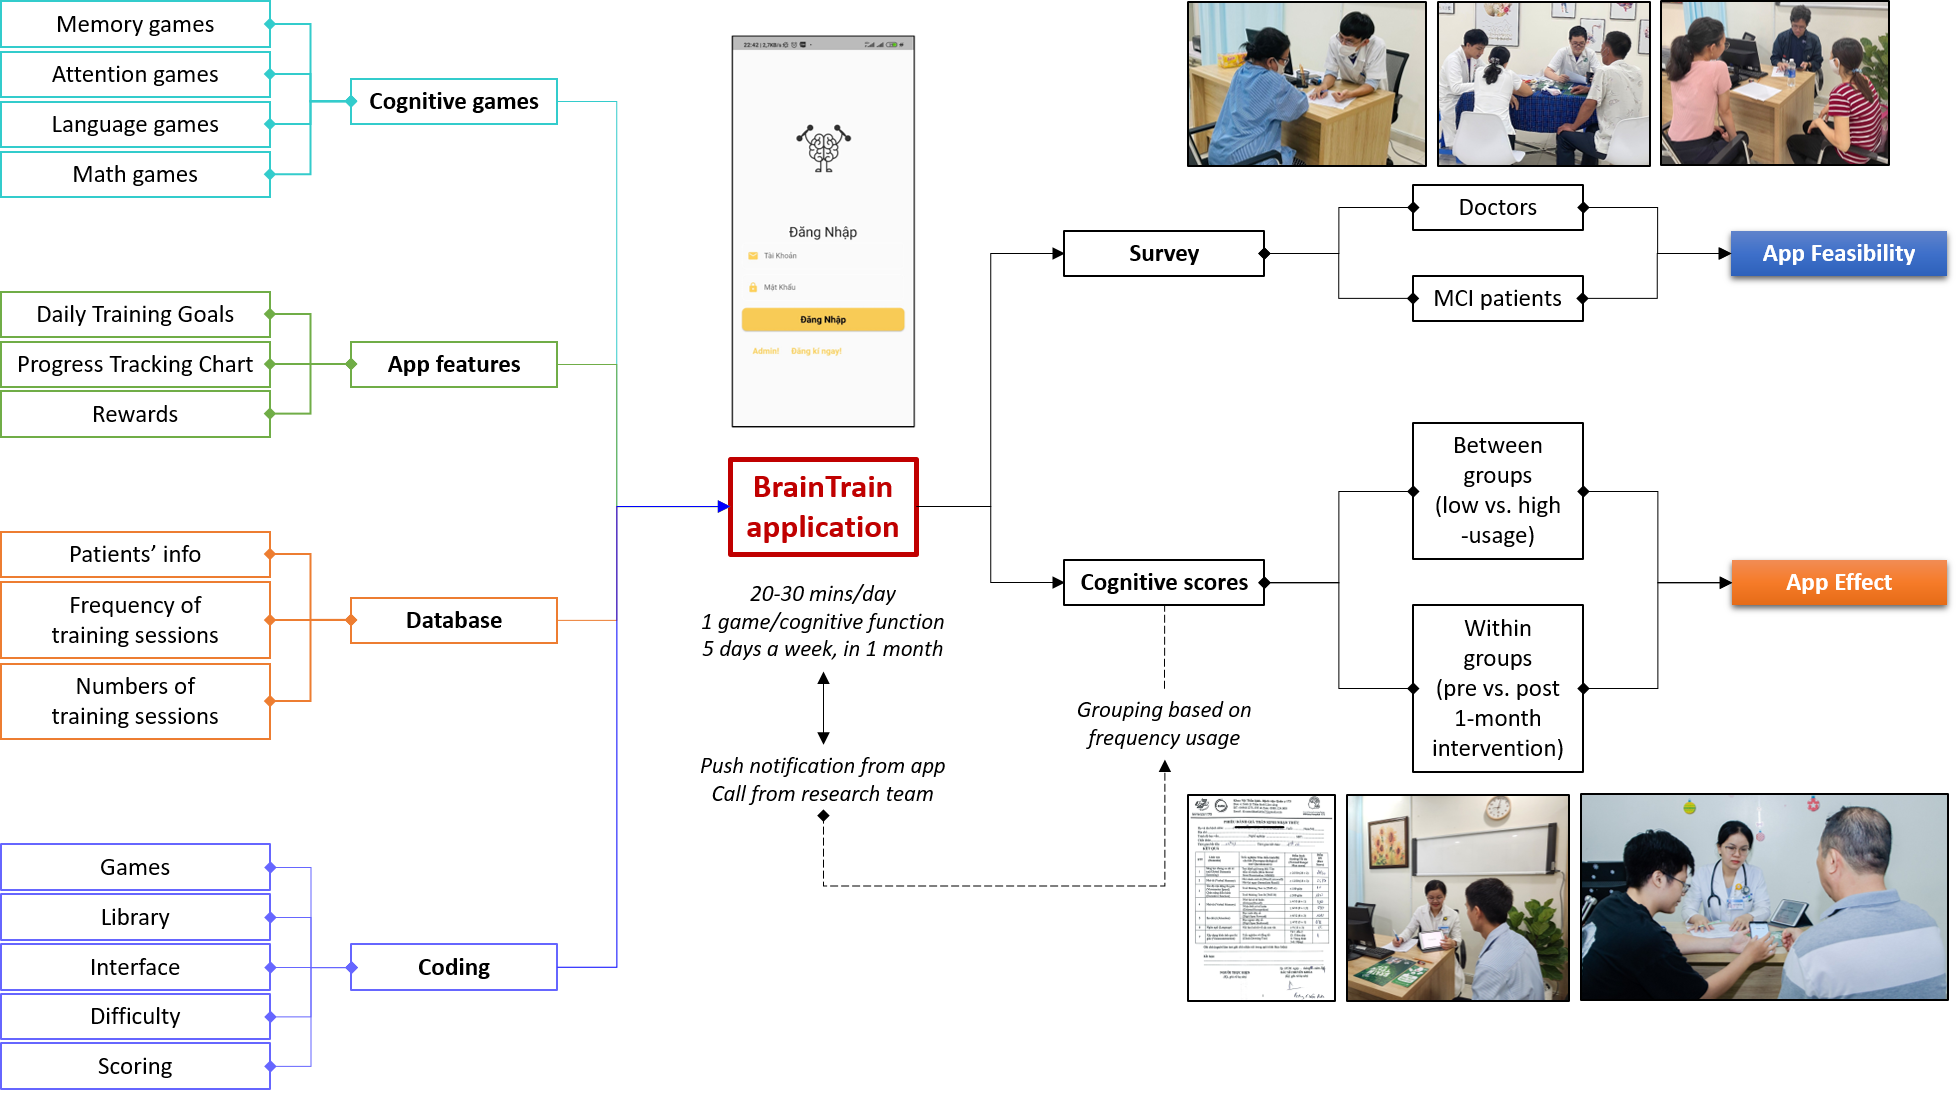 Memory games
Attention games
Language games
Math games
Cognitive games
Daily Training Goals
Progress Tracking Chart
Rewards
App features
Patients’ info
Frequency of
training sessions
Numbers of
training sessions
Database
Games
Library
Interface
Difficulty
Scoring
Coding
Đăng Nhập
Tài Khoản
Mật Khẩu
Đăng Nhập
Admin! Đăng kí ngay!
BrainTrain
application
20-30 mins/day
1 game/cognitive function
5 days a week, in 1 month
Push notification from app
Call from research team
Survey
Doctors
MCI patients
App Feasibility
Cognitive scores
Grouping based on
frequency usage
Between
groups
(low vs. high
-usage)
Within
groups
(pre vs. post
1-month
intervention)
App Effect